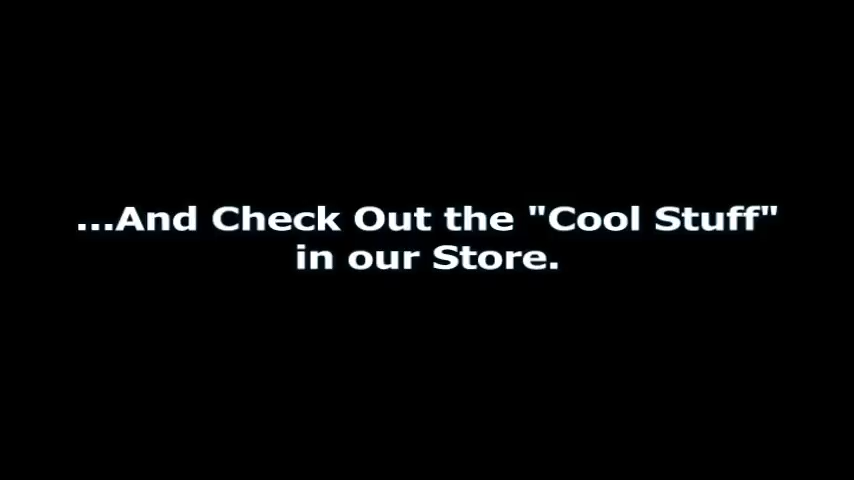 ...And Check Out the "Cool Stuff"
in our Store.